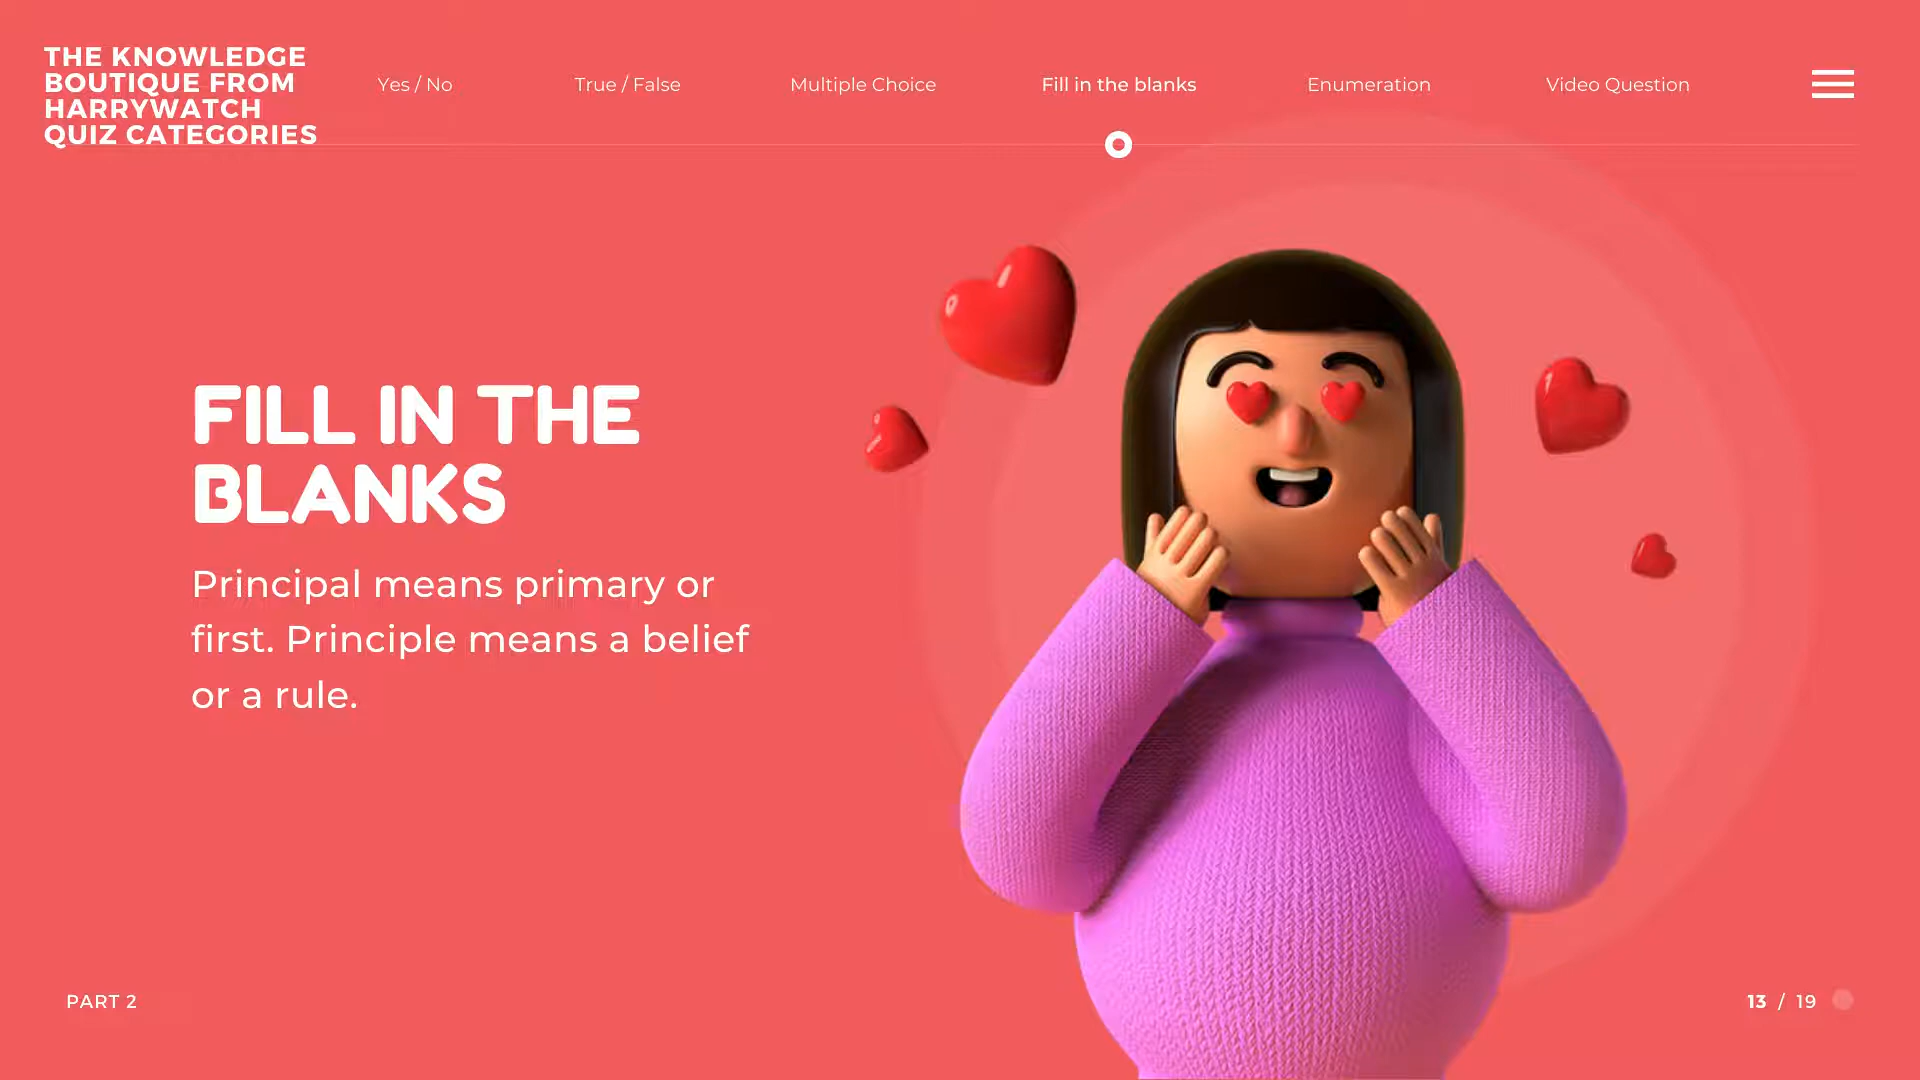 THE KNOWLEDGE
BOUTIQUE FROM
HARRYWATCH
QUIZ CATEGORIES
Yes / No
True / False
Multiple Choice
Fill in the blanks
Enumeration
Video Question
FILL IN THE
BLANKS
Principal means primary or
first. Principle means a belief
or a rule.
PART 2
13 / 19